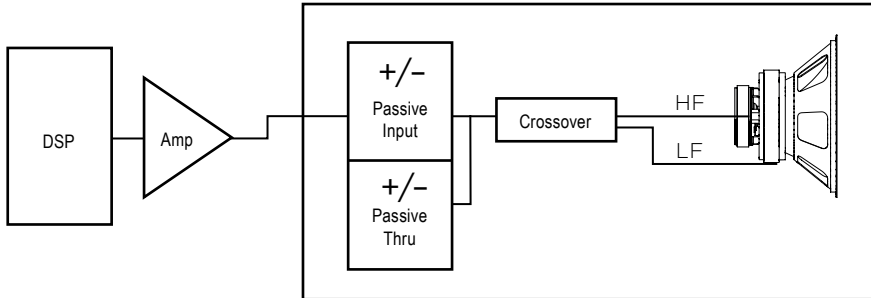 DSP
Amp
+/–
Passive
Input
+/–
Passive
Thru
Crossover
HF
LF